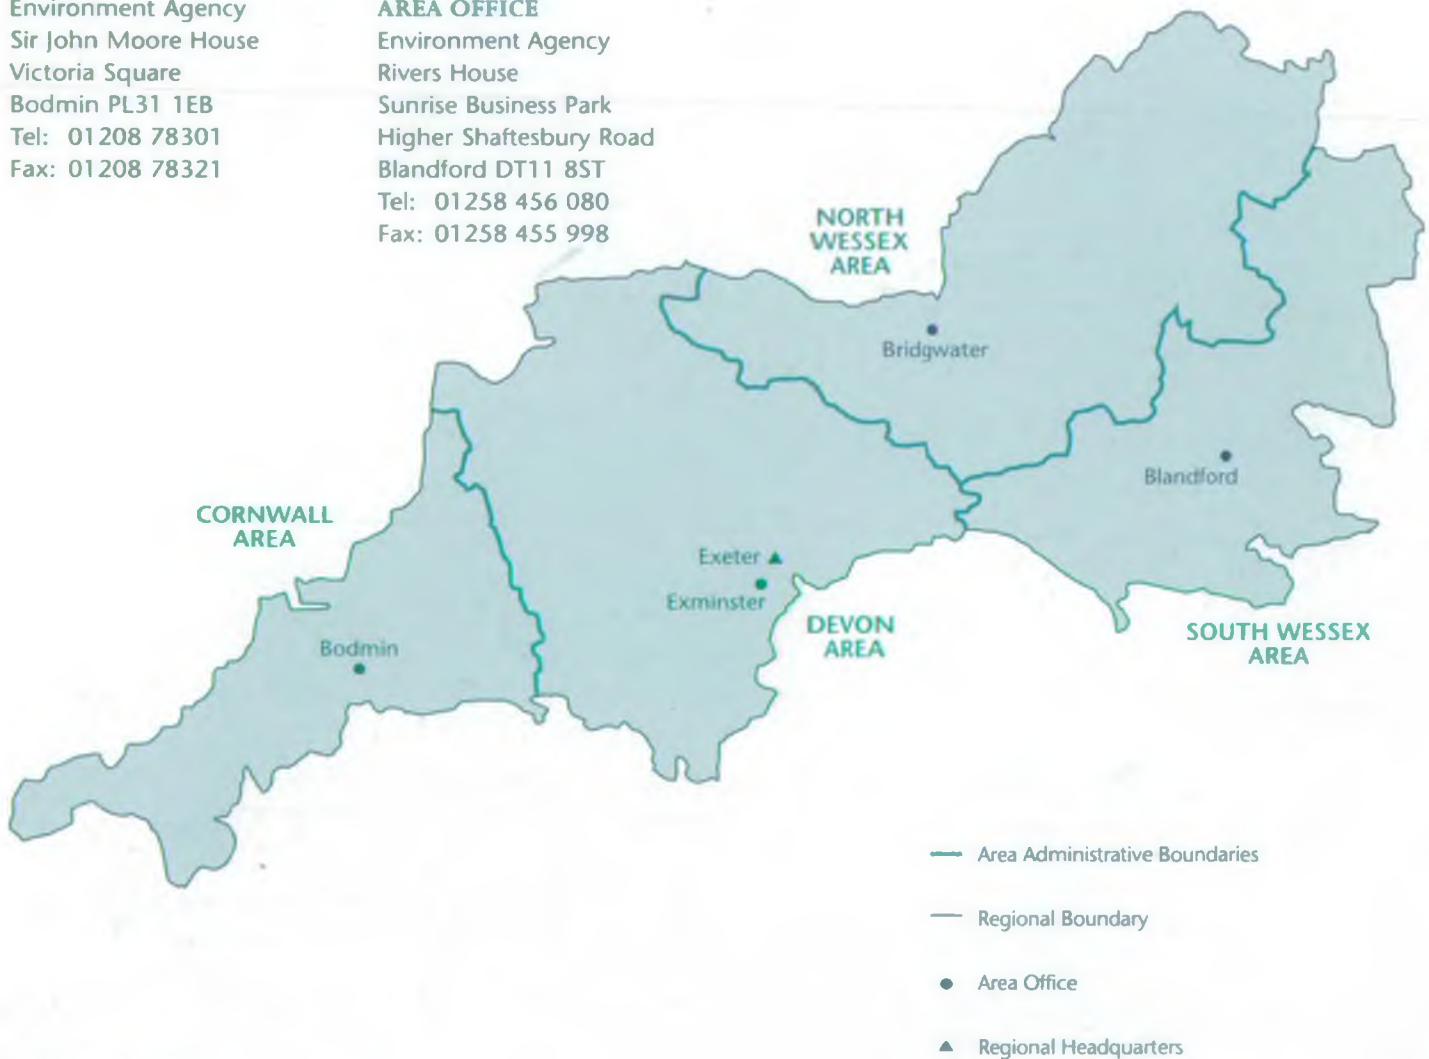 Environment Agency
Sir John Moore House
Victoria Square
Bodmin PL31 1EB
Tel: 01208 78301
Fax: 01208 78321
AREA OFFICE
Environment Agency
Rivers House
Sunrise Business Park
Higher Shaftesbury Road
Blandford DT11 8ST
Tel: 01258 456 080
Fax: 01258 455 998
NORTH
WESSEX
AREA
Bridgwater
Blandford
CORNWALL
AREA
Exeter
Exminster
DEVON
AREA
SOUTH WESSEX
AREA
Bodmin
Area Administrative Boundaries
Regional Boundary
Area Office
Regional Headquarters